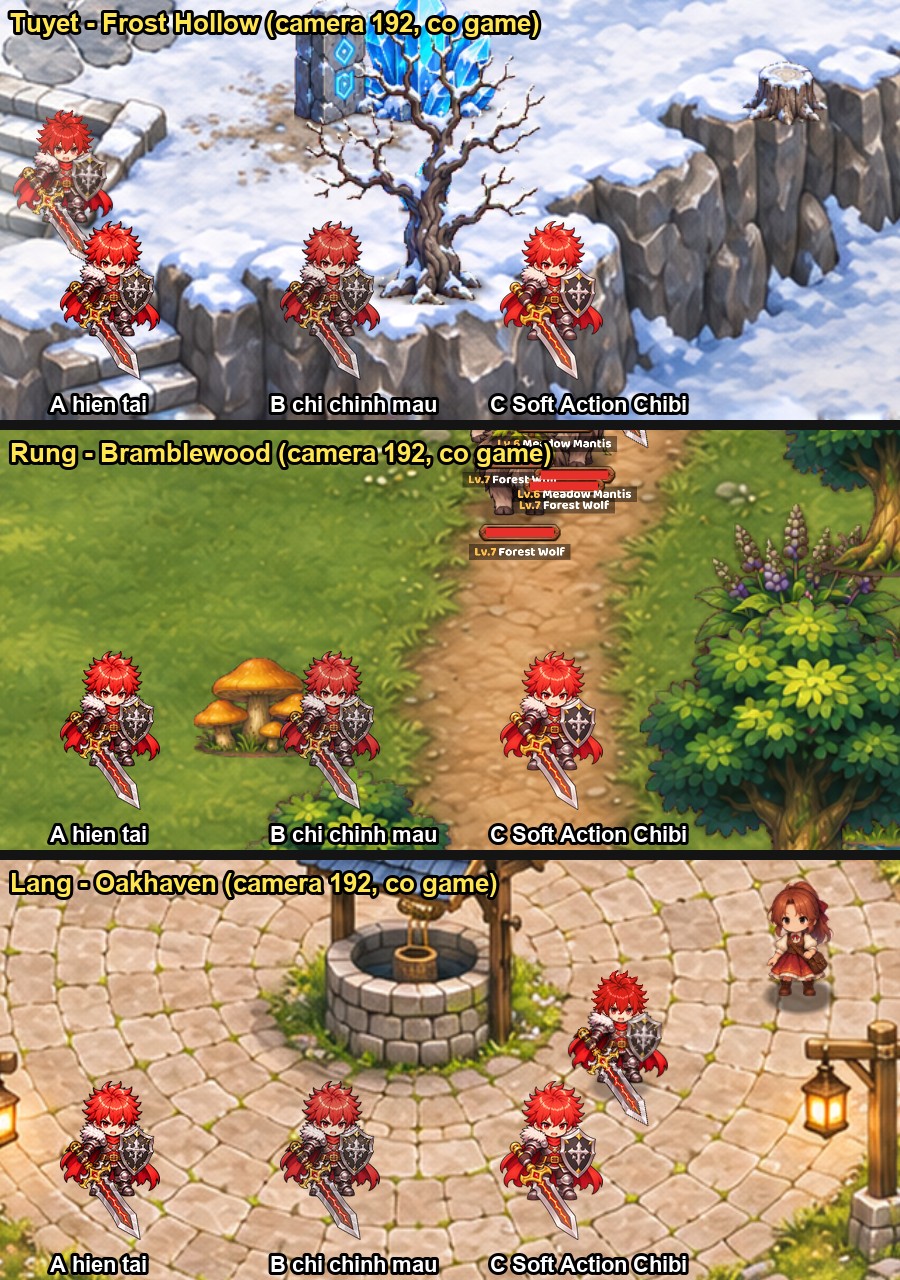 Tuyet - Frost Hollow (camera 192, co game)
A hien tai
B chi chinh mau
C Soft Action Chibi
Rung - Bramblewood (camera 192, co game)
Lv.6 Meadow Mantis
Lv.7 Forest
Lv.6 Meadow Mantis
Lv.7 Forest Wolf
Lv.7 Forest Wolf
A hien tai
B chi chinh mau
C Soft Action Chibi
Lang - Oakhaven (camera 192, co game)
A hien tai
B chi chinh mau
C Soft Action Chibi